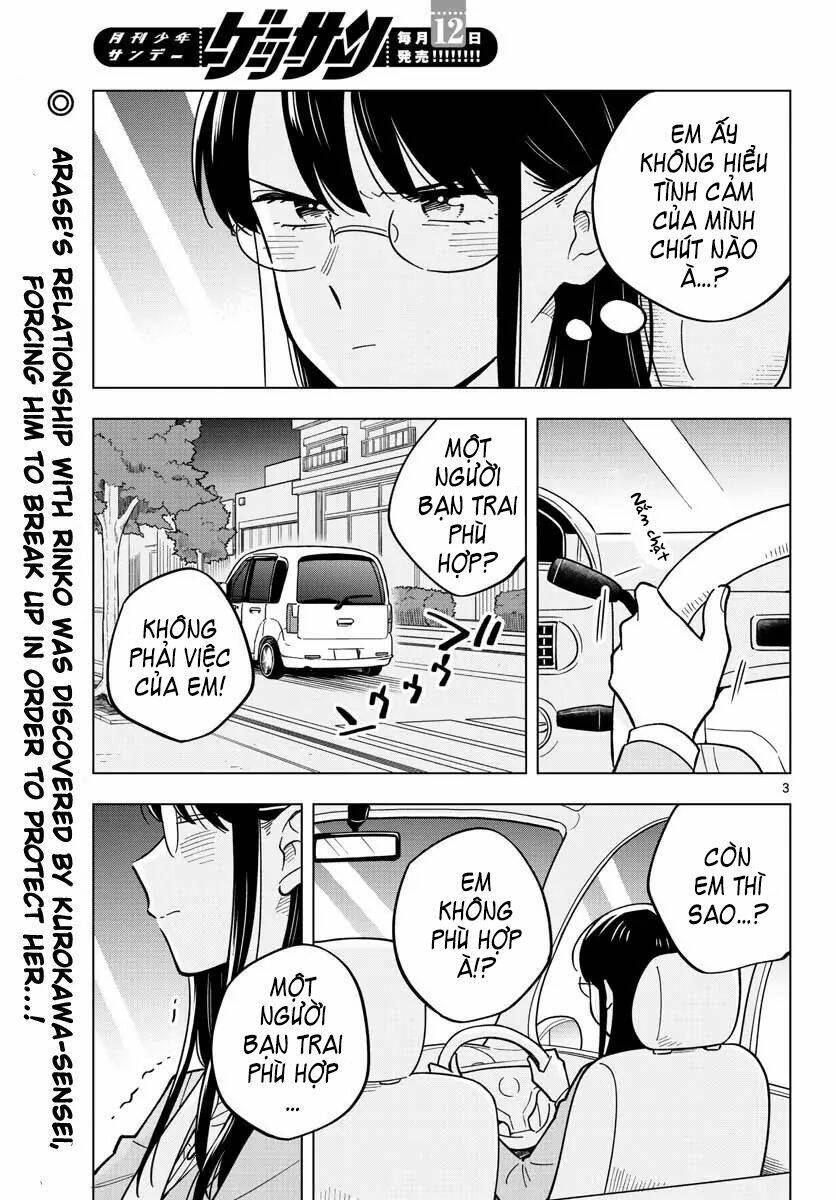 月刊少年
サンデー
ゲッサン
毎月12日
発売!!!!!!!!!
◎ ARASE'S RELATIONSHIP WITH RINKO WAS DISCOVERED BY KUROKAWA-SENSEI,
FORCING HIM TO BREAK UP IN ORDER TO PROTECT HER...!
EM ẤY
KHÔNG HIỂU
TÌNH CẢM
CỦA MÌNH
CHÚT NÀO
À...?
Nắm chặt
MỘT
NGƯỜI
BẠN TRAI
PHÙ
HỢP?
KHÔNG
PHẢI VIỆC
CỦA EM!
3
CÒN
EM THÌ
SAO...?
EM
KHÔNG
PHÙ HỢP
À!?
MỘT
NGƯỜI
BẠN TRAI
PHÙ HỢP
...